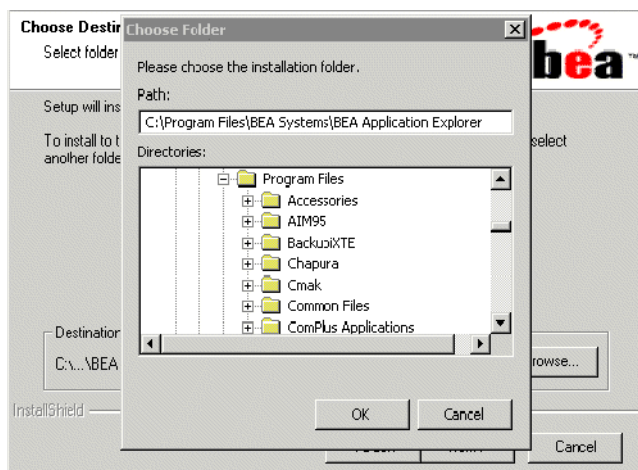 Choose Destin
Select folder
bea™
Setup will ins
To install to t
another folde
select
Choose Folder
Please choose the installation folder.
Path:
C:\Program Files\BEA Systems\BEA Application Explorer
Directories:
Program Files
Accessories
AIM95
BackupXTE
Chapura
Cmak
Common Files
ComPlus Applications
OK
Cancel
Destination
C:\...\BEA
rowse...
InstallShield
Cancel